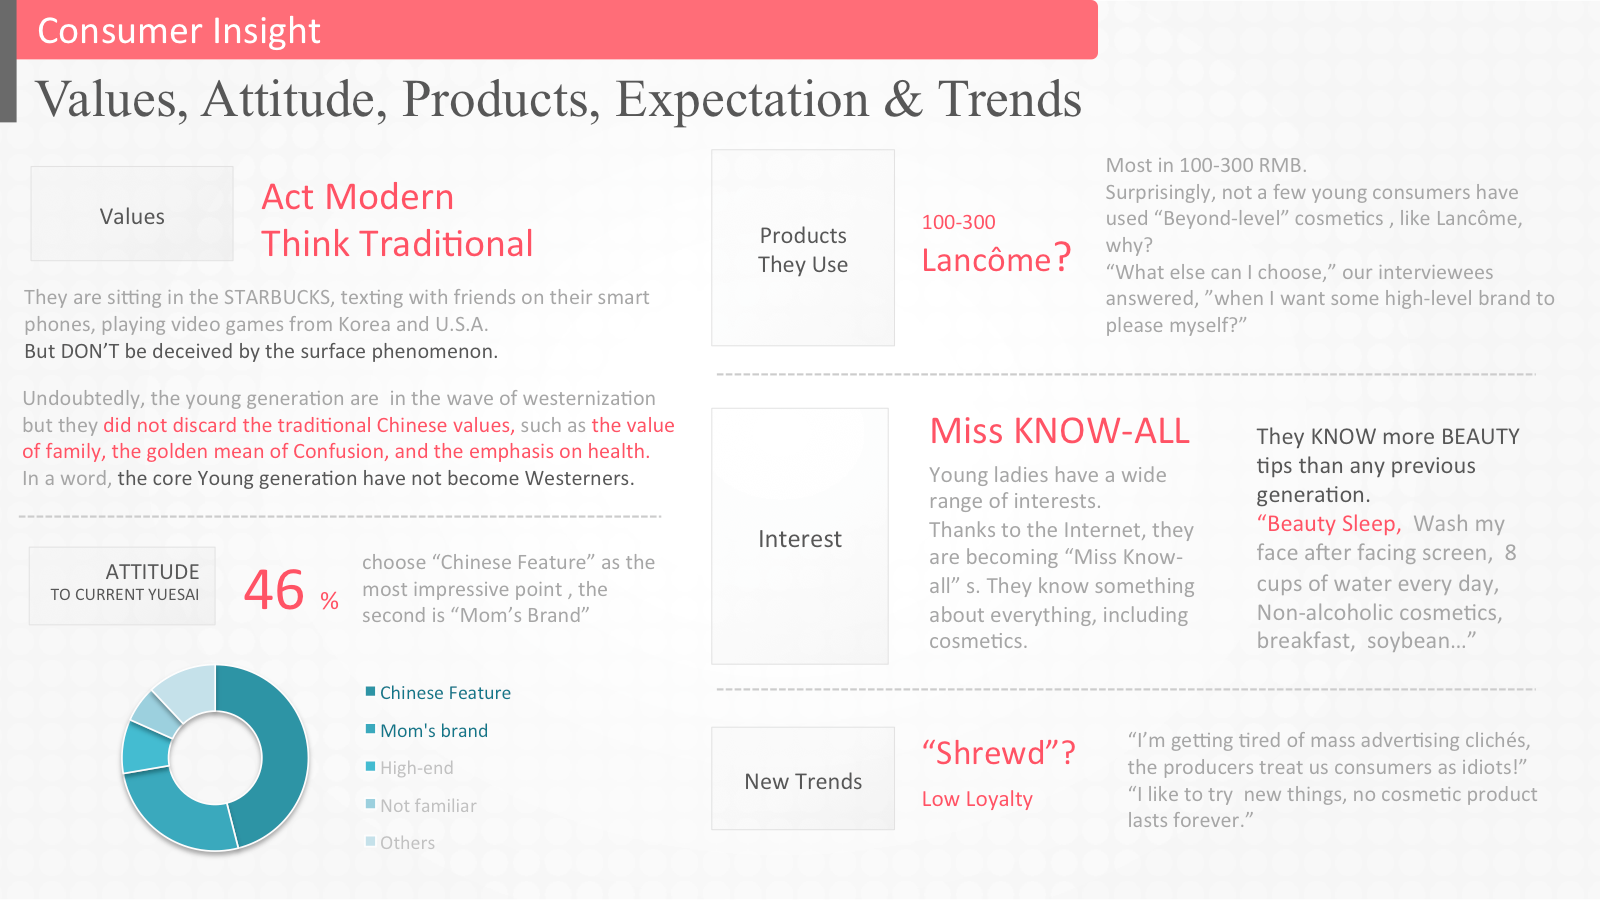 Consumer Insight
Values, Attitude, Products, Expectation & Trends
Values
Act Modern
Think Traditional
They are sitting in the STARBUCKS, texting with friends on their smart
phones, playing video games from Korea and U.S.A.
But DON’T be deceived by the surface phenomenon.
Undoubtedly, the young generation are in the wave of westernization
but they did not discard the traditional Chinese values, such as the value
of family, the golden mean of Confusion, and the emphasis on health.
In a word, the core Young generation have not become Westerners.
ATTITUDE
TO CURRENT YUESAI
46 %
choose “Chinese Feature” as the
most impressive point , the
second is “Mom’s Brand”
Chinese Feature
Mom's brand
High-end
Not familiar
Others
Products
They Use
100-300
Lancôme?
Most in 100-300 RMB.
Surprisingly, not a few young consumers have
used “Beyond-level” cosmetics , like Lancôme,
why?
“What else can I choose,” our interviewees
answered, ”when I want some high-level brand to
please myself?”
Interest
Miss KNOW-ALL
Young ladies have a wide
range of interests.
Thanks to the Internet, they
are becoming “Miss Know-
all” s. They know something
about everything, including
cosmetics.
They KNOW more BEAUTY
tips than any previous
generation.
“Beauty Sleep, Wash my
face after facing screen, 8
cups of water every day,
Non-alcoholic cosmetics,
breakfast, soybean…”
New Trends
“Shrewd”?
Low Loyalty
“I’m getting tired of mass advertising clichés,
the producers treat us consumers as idiots!”
“I like to try new things, no cosmetic product
lasts forever.”